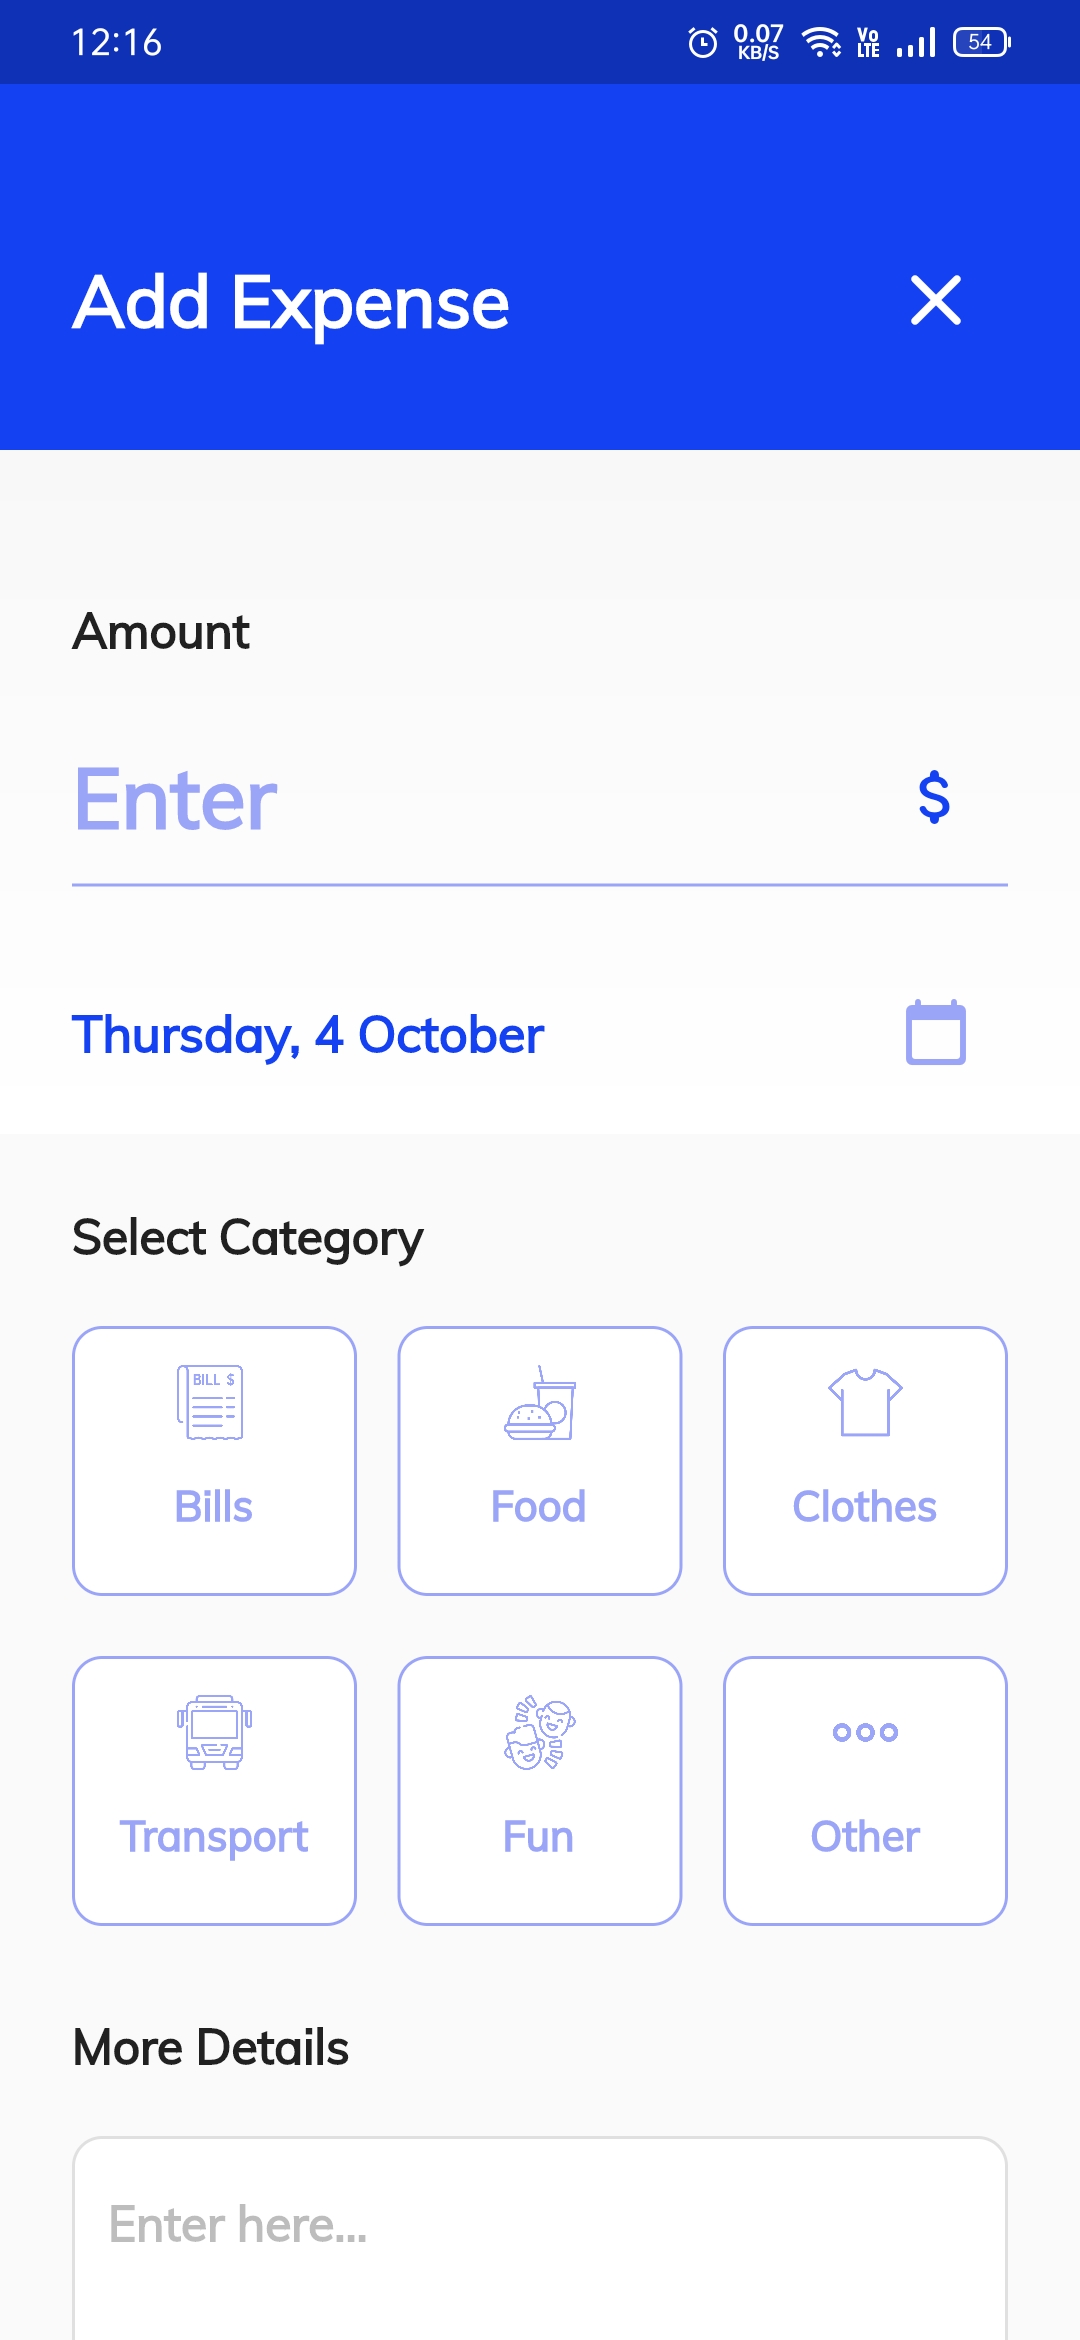 12:16
0.07
KB/S
Vo
LTE
54
Add Expense
Amount
Enter
$
Thursday, 4 October
Select Category
BILL $
Bills
Food
Clothes
Transport
Fun
Other
More Details
Enter here...